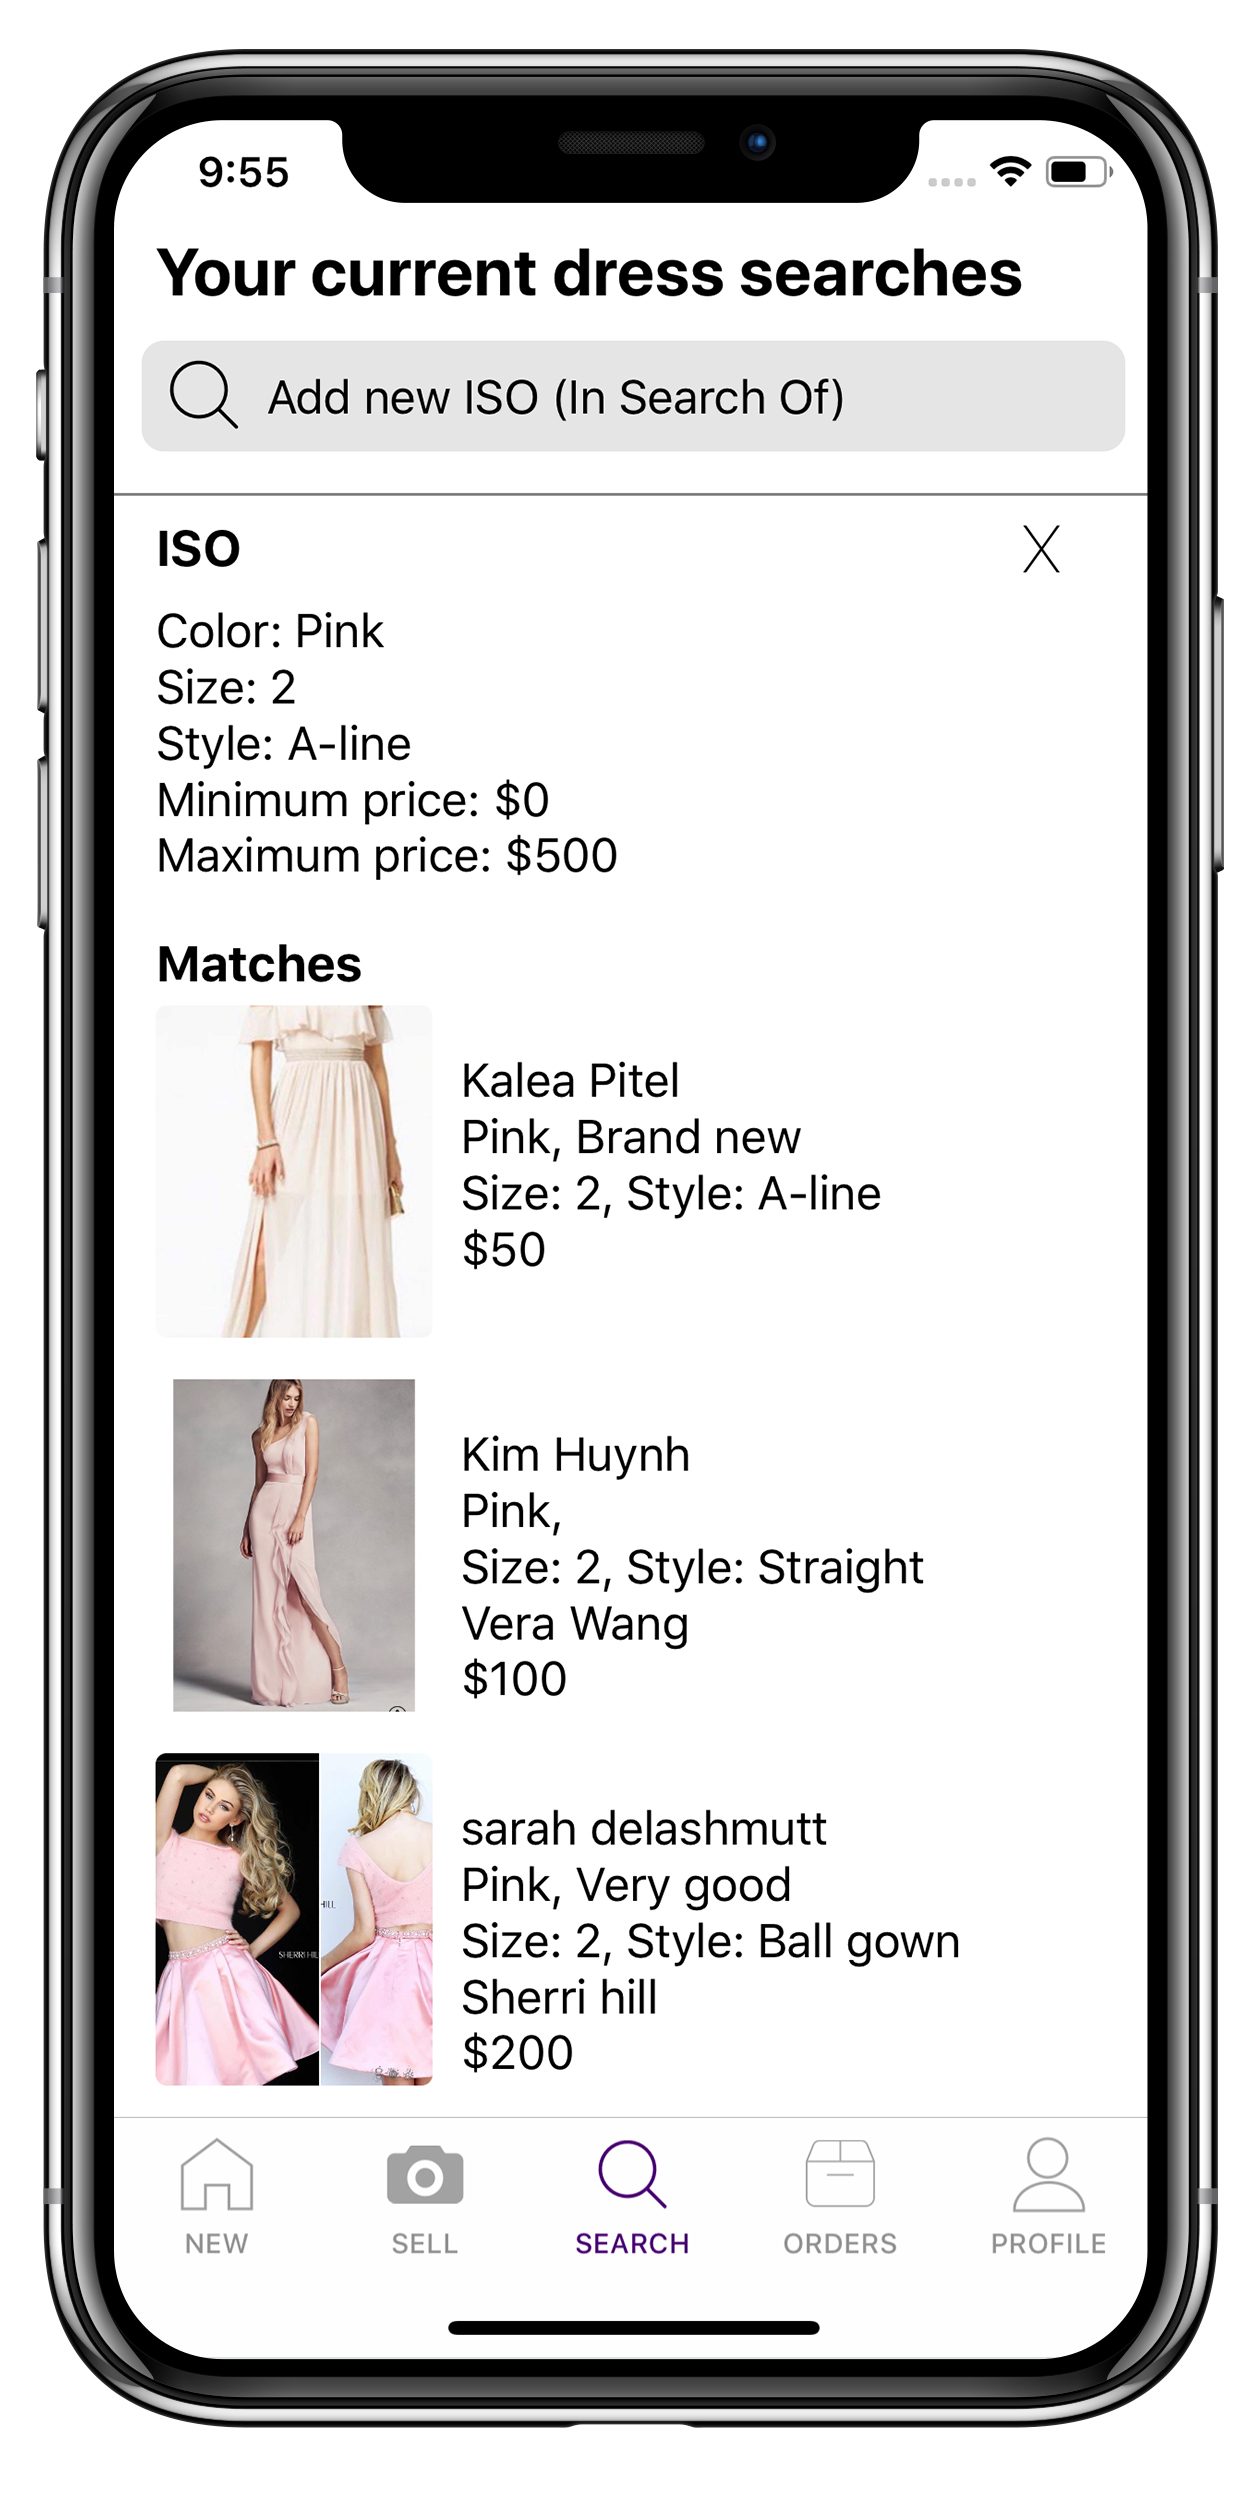 9:55
Your current dress searches
Add new ISO (In Search Of)
ISO
X
Color: Pink
Size: 2
Style: A-line
Minimum price: $0
Maximum price: $500
Matches
Kalea Pitel
Pink, Brand new
Size: 2, Style: A-line
$50
Kim Huynh
Pink,
Size: 2, Style: Straight
Vera Wang
$100
sarah delashmutt
Pink, Very good
Size: 2, Style: Ball gown
Sherri hill
$200
SHERRI HIL
HILL
NEW
SELL
SEARCH
ORDERS
PROFILE